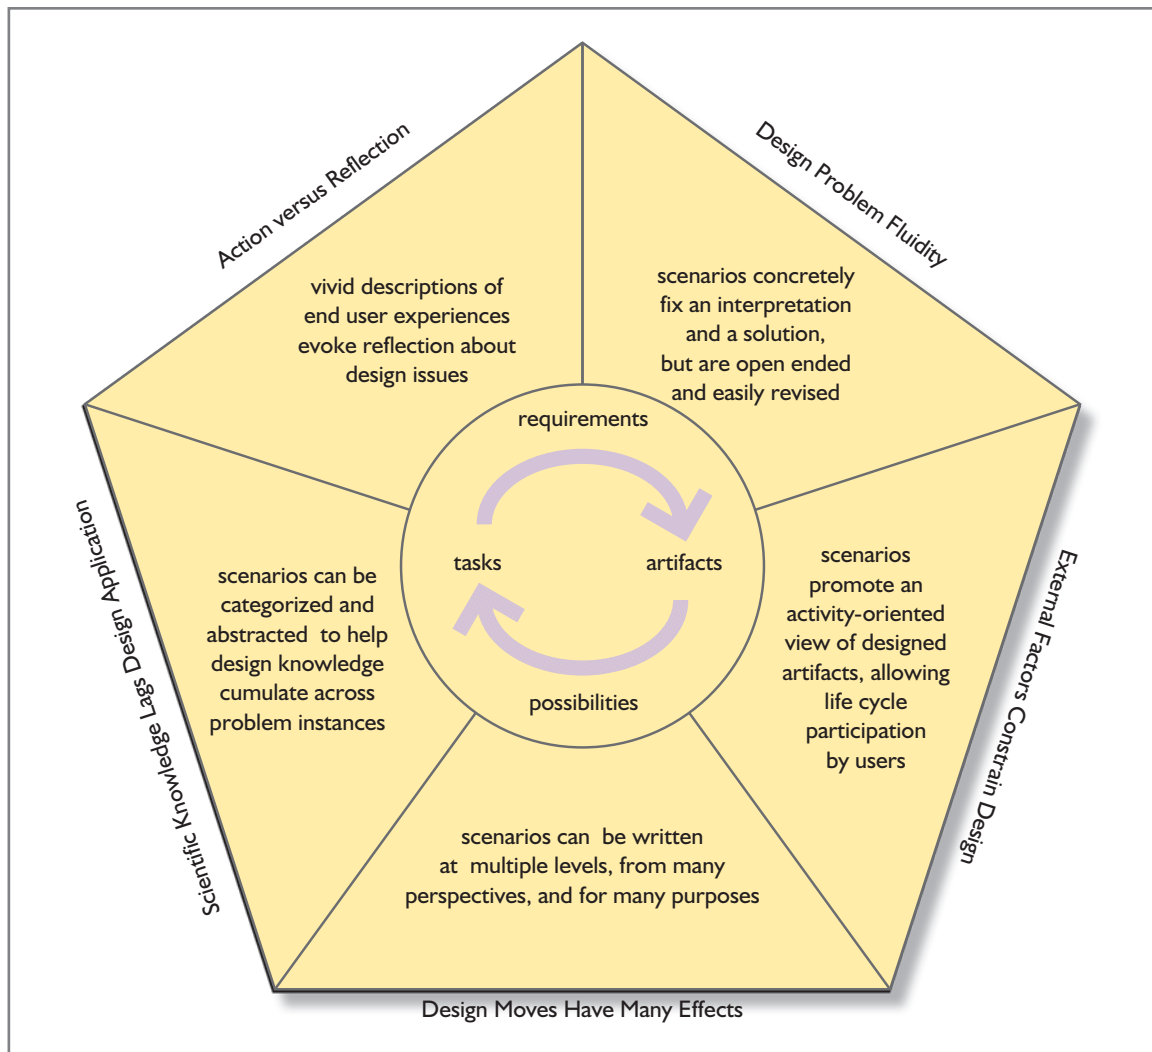 Action versus Reflection
Design Problem Fluidity
vivid descriptions of
end user experiences
evoke reflection about
design issues
scenarios concretely
fix an interpretation
and a solution,
but are open ended
and easily revised
requirements
tasks
artifacts
possibilities
Scientific Knowledge Lags Design Application
scenarios can be
categorized and
abstracted to help
design knowledge
cumulate across
problem instances
scenarios
promote an
activity-oriented
view of designed
artifacts, allowing
life cycle
participation
by users
External Factors Constrain Design
scenarios can be written
at multiple levels, from many
perspectives, and for many purposes
Design Moves Have Many Effects